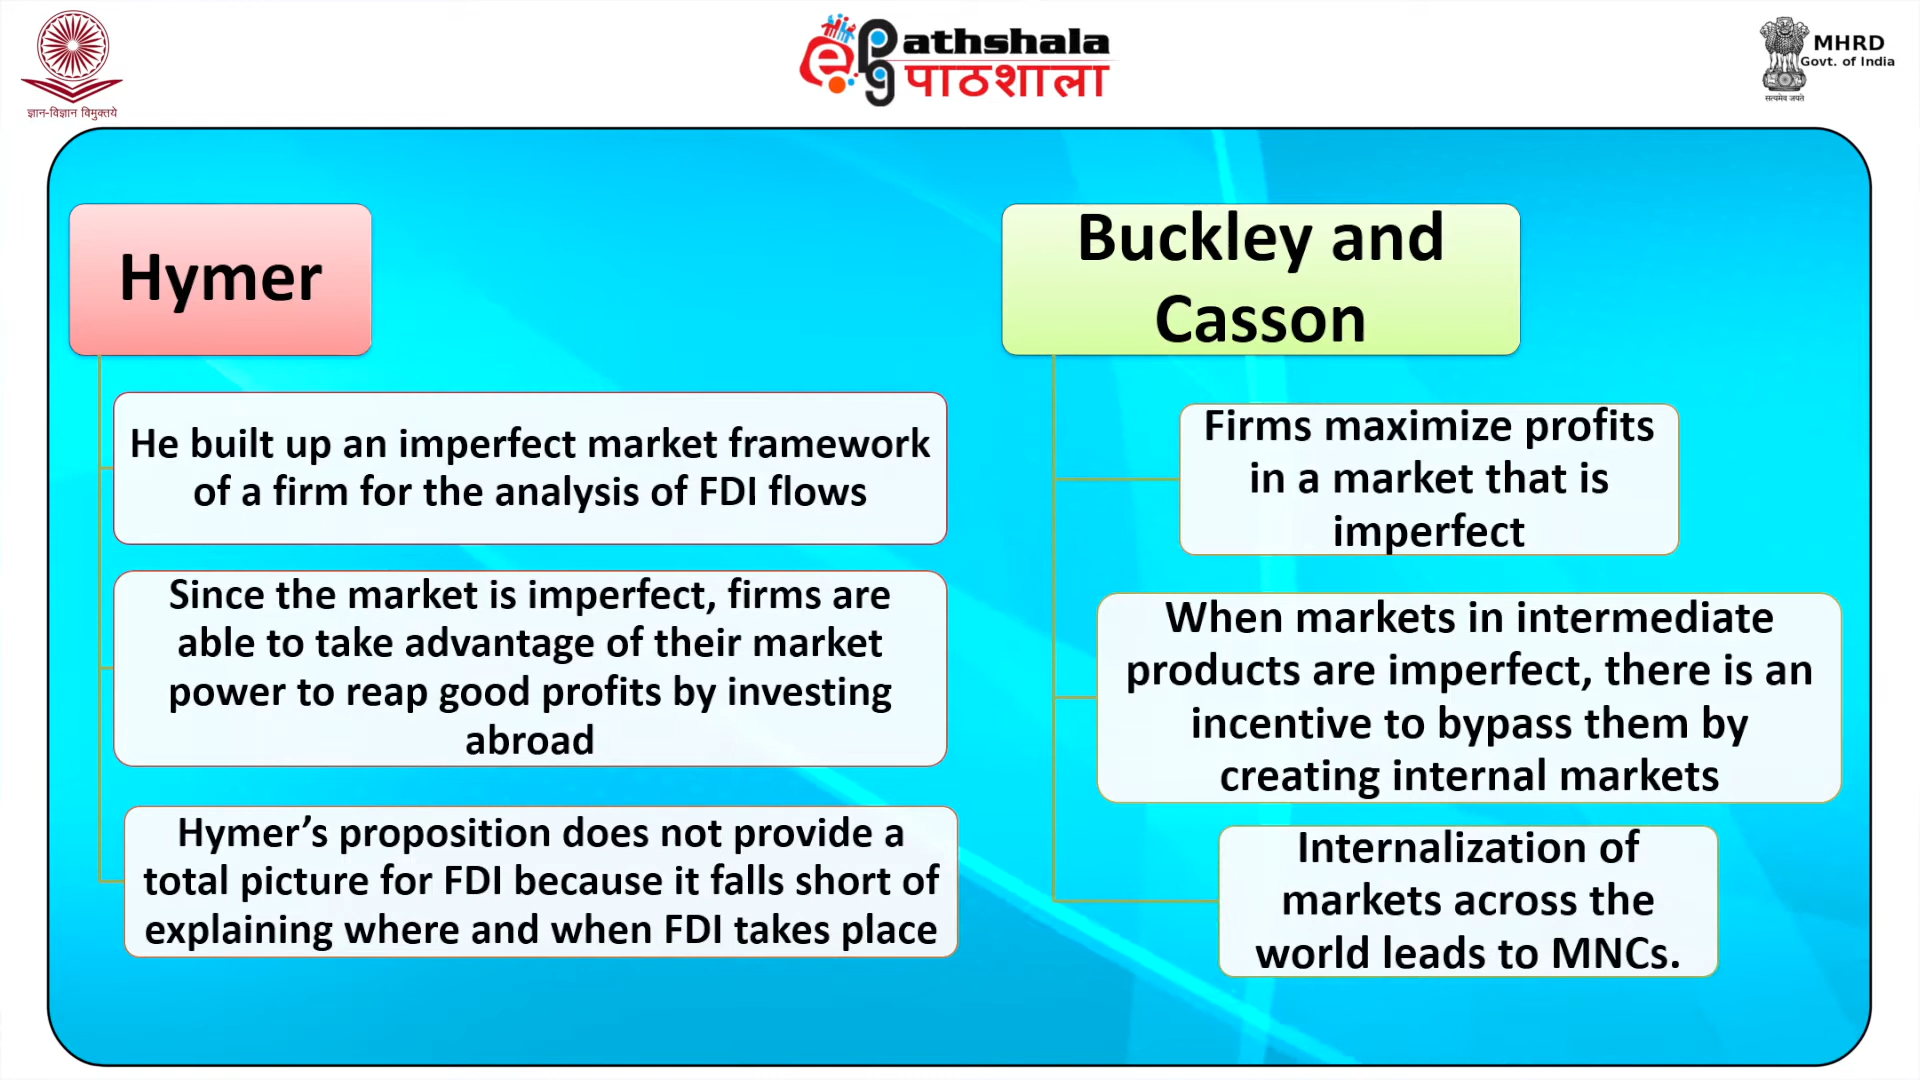 ज्ञान-विज्ञान विमुक्तये
ePG athshala
पाठशाला
MHRD
Govt. of India
सत्यमेव जयते
Hymer
He built up an imperfect market framework
of a firm for the analysis of FDI flows
Since the market is imperfect, firms are
able to take advantage of their market
power to reap good profits by investing
abroad
Hymer’s proposition does not provide a
total picture for FDI because it falls short of
explaining where and when FDI takes place
Buckley and
Casson
Firms maximize profits
in a market that is
imperfect
When markets in intermediate
products are imperfect, there is an
incentive to bypass them by
creating internal markets
Internalization of
markets across the
world leads to MNCs.